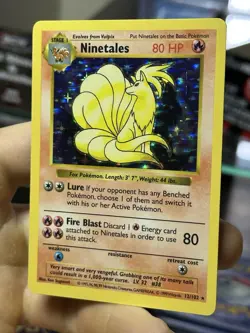 STAGE 1
Evolves from Vulpix
Put Ninetales on the Basic Pokémon
Ninetales
80 HP
Fox Pokémon. Length: 3' 7", Weight: 44 lbs.
Lure If your opponent has any Benched
Pokémon, choose 1 of them and switch it
with his or her Active Pokémon.
Fire Blast Discard 1 Energy card
attached to Ninetales in order to use
this attack.
80
weakness
resistance
retreat cost
Very smart and very vengeful. Grabbing one of its many tails
could result in a 1,000-year curse. LV. 32 #38
12/102